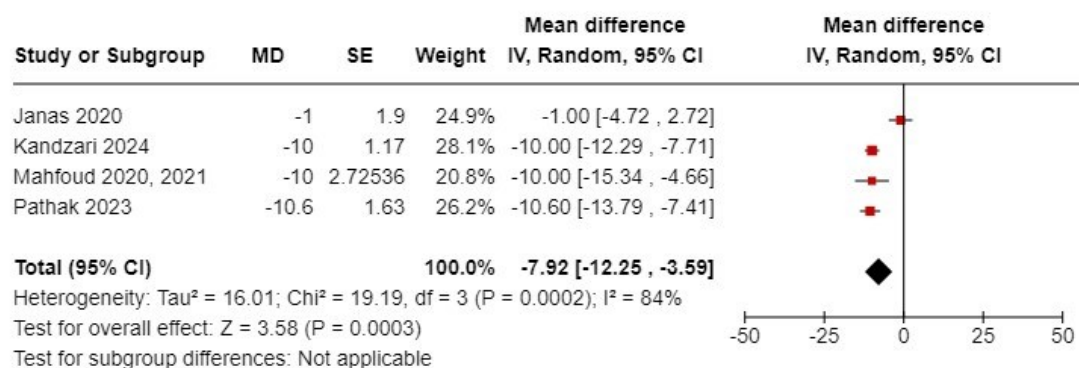 Mean difference Mean difference
Study or Subgroup MD SE Weight IV, Random, 95% CI IV, Random, 95% CI
Janas 2020 -1 1.9 24.9% -1.00 [-4.72 , 2.72]
Kandzari 2024 -10 1.17 28.1% -10.00 [-12.29 , -7.71]
Mahfoud 2020, 2021 -10 2.72536 20.8% -10.00 [-15.34 , -4.66]
Pathak 2023 -10.6 1.63 26.2% -10.60 [-13.79 , -7.41]
Total (95% CI) 100.0% -7.92 [-12.25 , -3.59]
Heterogeneity: Tau² = 16.01; Chi² = 19.19, df = 3 (P = 0.0002); I² = 84%
Test for overall effect: Z = 3.58 (P = 0.0003)
-50 -25 0 25 50
Test for subgroup differences: Not applicable